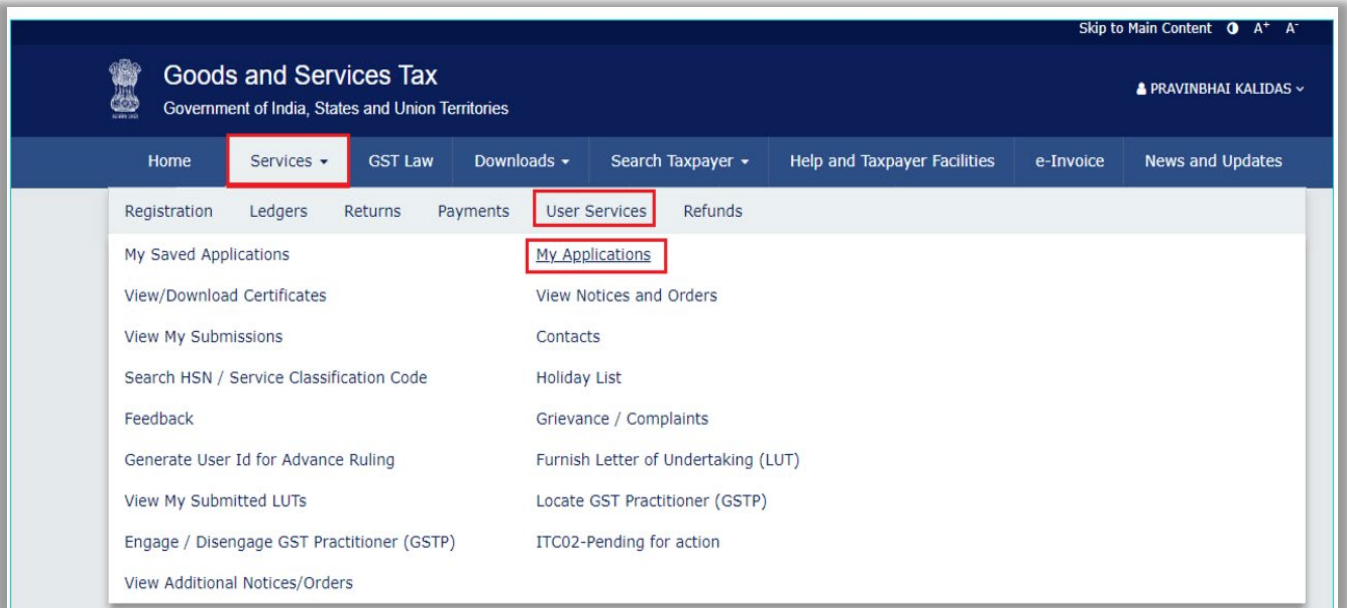 Skip to Main Content A+ A-
Goods and Services Tax
Government of India, States and Union Territories
PRAVINBHAI KALIDAS
Home Services GST Law Downloads Search Taxpayer Help and Taxpayer Facilities e-Invoice News and Updates
Registration Ledgers Returns Payments User Services Refunds
My Saved Applications My Applications
View/Download Certificates View Notices and Orders
View My Submissions Contacts
Search HSN / Service Classification Code Holiday List
Feedback Grievance / Complaints
Generate User Id for Advance Ruling Furnish Letter of Undertaking (LUT)
View My Submitted LUTs Locate GST Practitioner (GSTP)
Engage / Disengage GST Practitioner (GSTP) ITC02-Pending for action
View Additional Notices/Orders